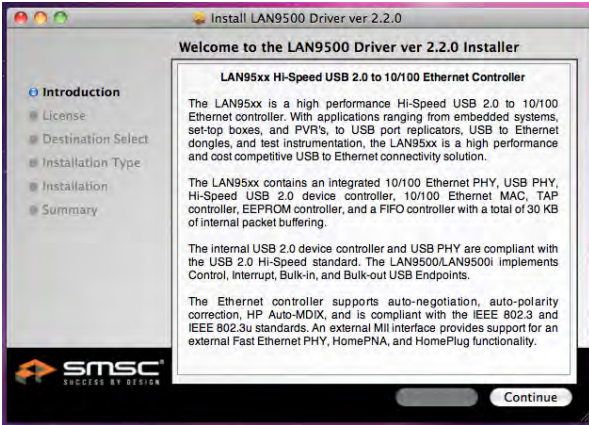 Install LAN9500 Driver ver 2.2.0
Welcome to the LAN9500 Driver ver 2.2.0 Installer
Introduction
License
Destination Select
Installation Type
Installation
Summary
LAN95xx Hi-Speed USB 2.0 to 10/100 Ethernet Controller
The LAN95xx is a high performance Hi-Speed USB 2.0 to 10/100
Ethernet controller. With applications ranging from embedded systems,
set-top boxes, and PVR's, to USB port replicators, USB to Ethernet
dongles, and test instrumentation, the LAN95xx is a high performance
and cost competitive USB to Ethernet connectivity solution.
The LAN95xx contains an integrated 10/100 Ethernet PHY, USB PHY,
Hi-Speed USB 2.0 device controller, 10/100 Ethernet MAC, TAP
controller, EEPROM controller, and a FIFO controller with a total of 30 KB
of internal packet buffering.
The internal USB 2.0 device controller and USB PHY are compliant with
the USB 2.0 Hi-Speed standard. The LAN9500/LAN9500i implements
Control, Interrupt, Bulk-in, and Bulk-out USB Endpoints.
The Ethernet controller supports auto-negotiation, auto-polarity
correction, HP Auto-MDIX, and is compliant with the IEEE 802.3 and
IEEE 802.3u standards. An external MII interface provides support for an
external Fast Ethernet PHY, HomePNA, and HomePlug functionality.
smsc
SUCCESS BY DESIGN
Continue